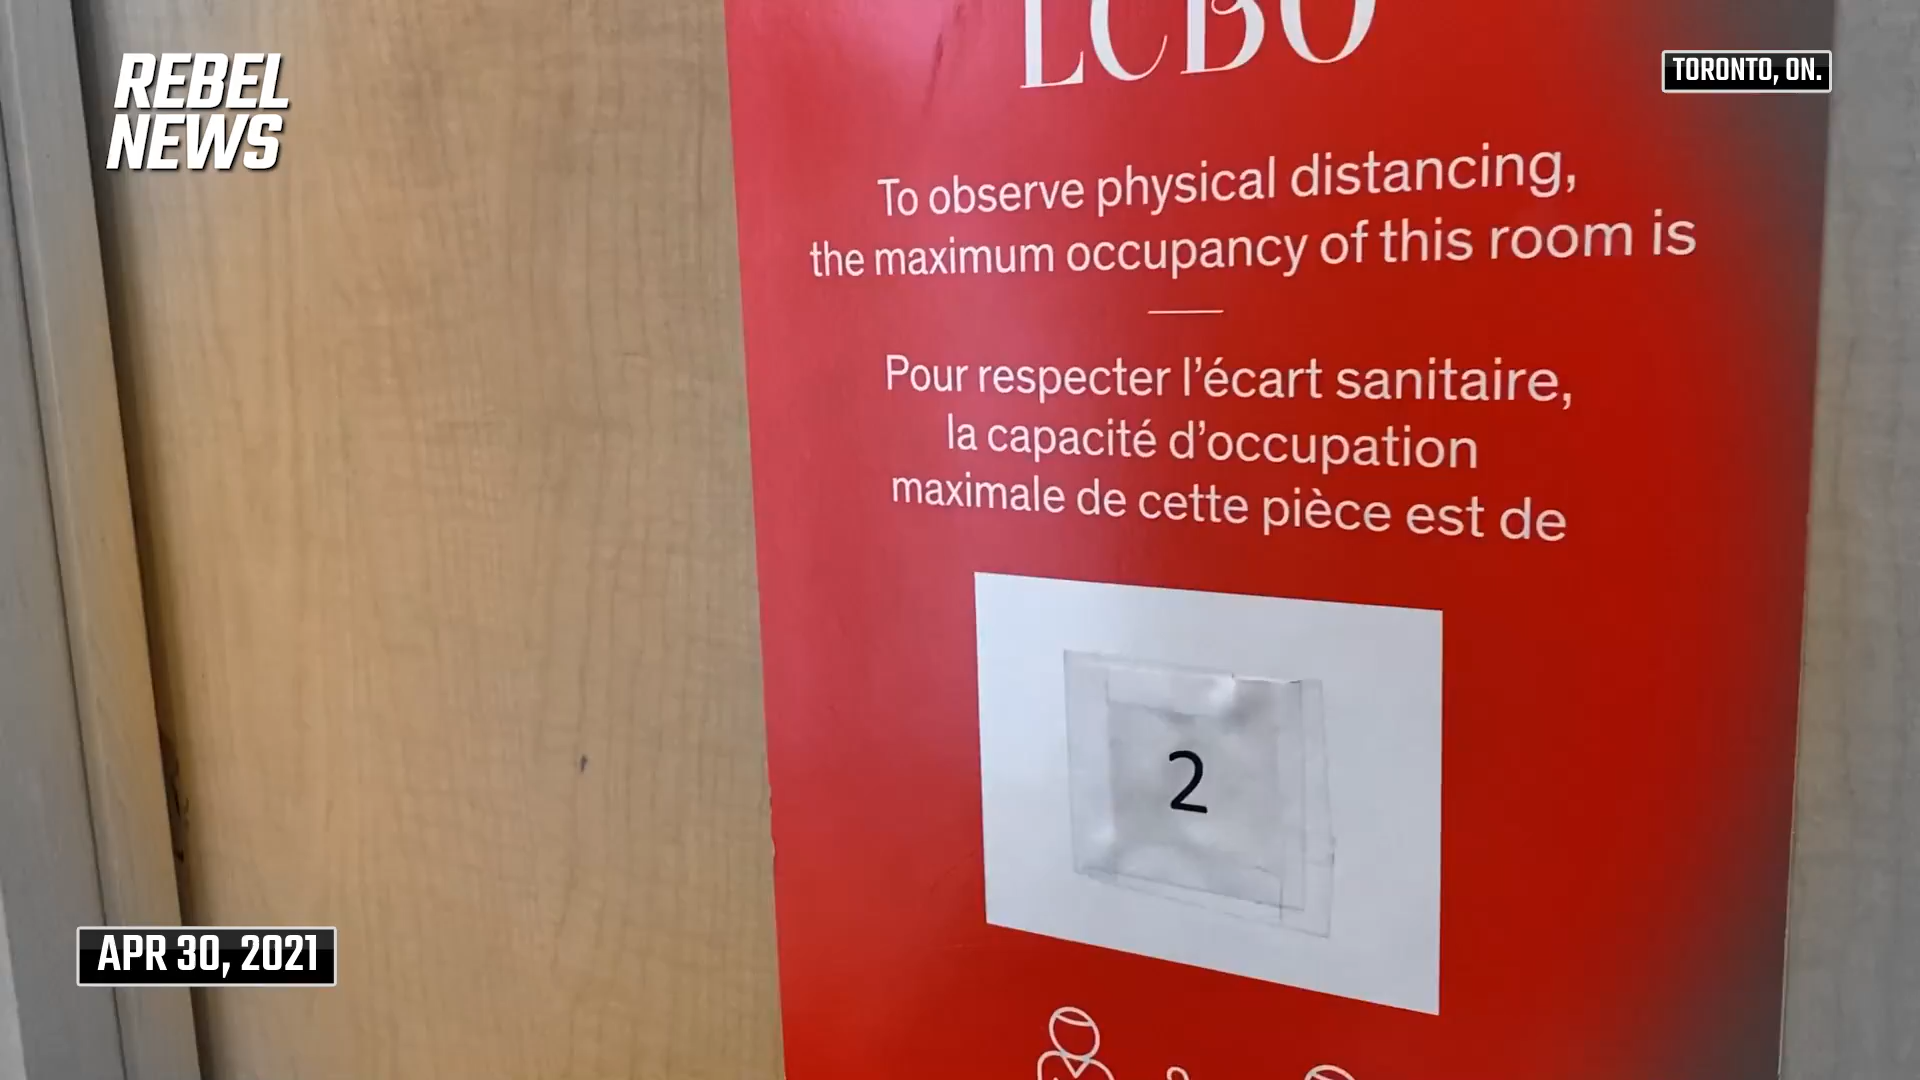 REBEL
NEWS
TORONTO, ON.
LCBO
To observe physical distancing,
the maximum occupancy of this room is
Pour respecter l'écart sanitaire,
la capacité d'occupation
maximale de cette pièce est de
2
APR 30, 2021